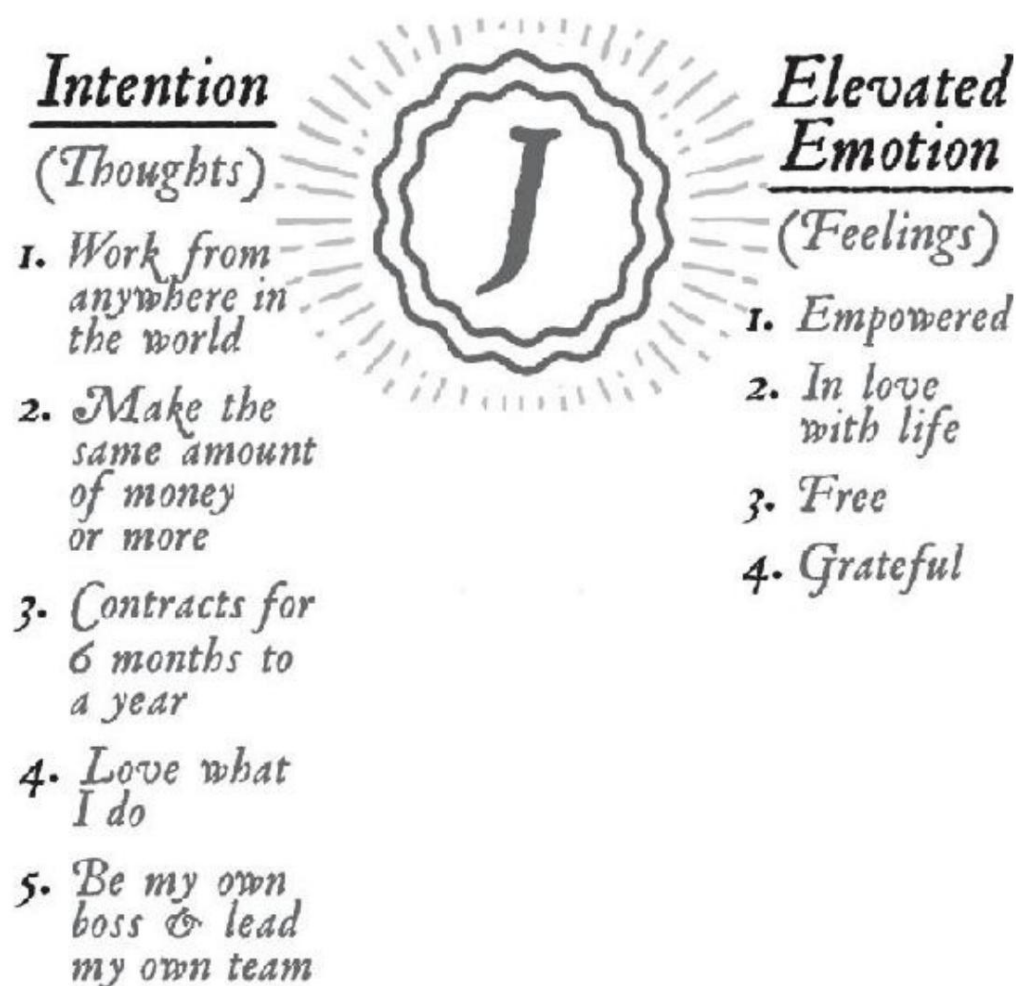 Intention
(Thoughts)
1. Work from
anywhere in
the world
2. Make the
same amount
of money
or more
3. Contracts for
6 months to
a year
4. Love what
I do
5. Be my own
boss & lead
my own team
J
Elevated
Emotion
(Feelings)
1. Empowered
2. In love
with life
3. Free
4. Grateful